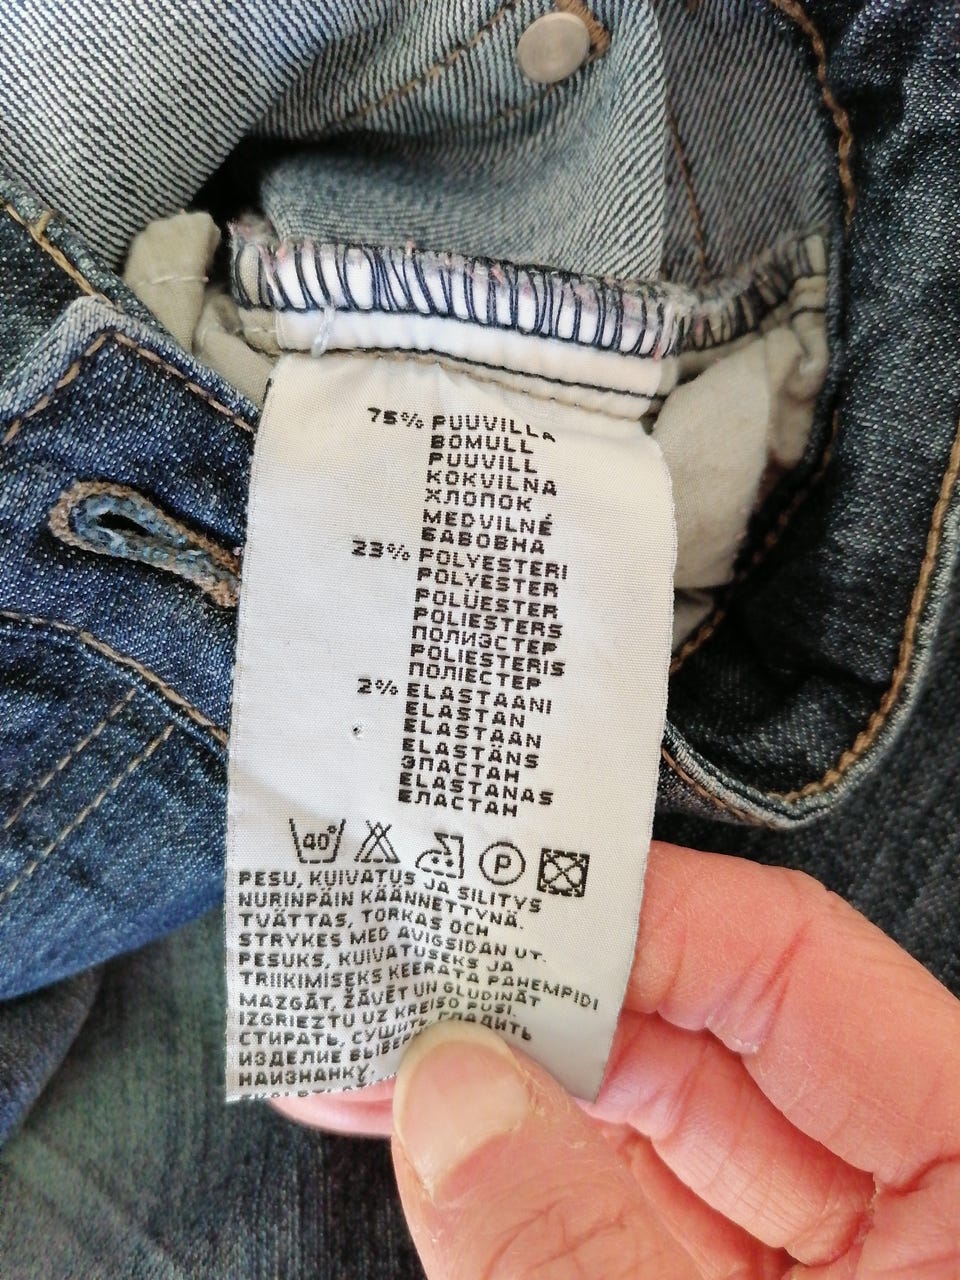 75% PUUVILLA
BOMULL
PUUVILL
KOKVILNA
ХЛОПОК
MEDVILNĖ
БАВОВНА
23% POLYESTERI
POLYESTER
POLÜESTER
POLIESTERS
ПОЛИЭСТЕР
POLIESTERIS
ПОЛІЕСТЕР
2% ELASTAANI
ELASTAN
ELASTAAN
ELASTĀNS
ЭЛАСТАН
ELASTANAS
ЕЛАСТАН
40° P
PESU, KUIVATUS JA SILITYS
NURINPÄIN KÄÄNNETTYNÄ.
TVÄTTAS, TORKAS OCH
STRYKES MED AVIGSIDAN UT.
PESUKS, KUIVATUSEKS JA
TRIIKIMISEKS KEERATA PAHEMPIDI
MAZGĀT, ŽĀVĒT UN GLUDINĀT
IZGRIEZTU UZ KREISO PUSI.
СТИРАТЬ, СУШИТЬ, ГЛАДИТЬ
ИЗДЕЛИЕ
НАИЗНАНКУ.